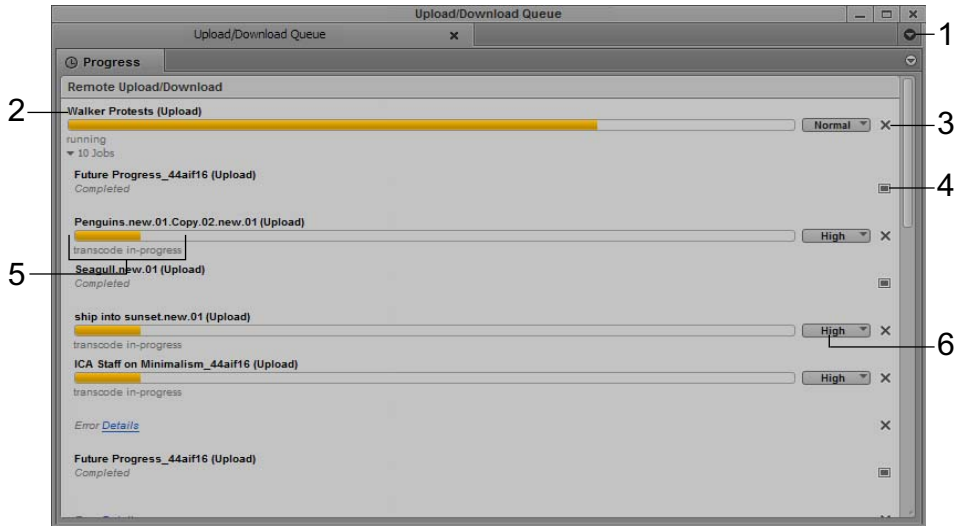 Upload/Download Queue
Upload/Download Queue
1
Progress
Remote Upload/Download
2
Walker Protests (Upload)
Normal
3
running
10 Jobs
Future Progress_44aif16 (Upload)
Completed
4
Penguins.new.01.Copy.02.new.01 (Upload)
High
transcode in-progress
5
Seagull.new.01 (Upload)
Completed
ship into sunset.new.01 (Upload)
High
6
transcode in-progress
ICA Staff on Minimalism_44aif16 (Upload)
High
transcode in-progress
Error Details
Future Progress_44aif16 (Upload)
Completed